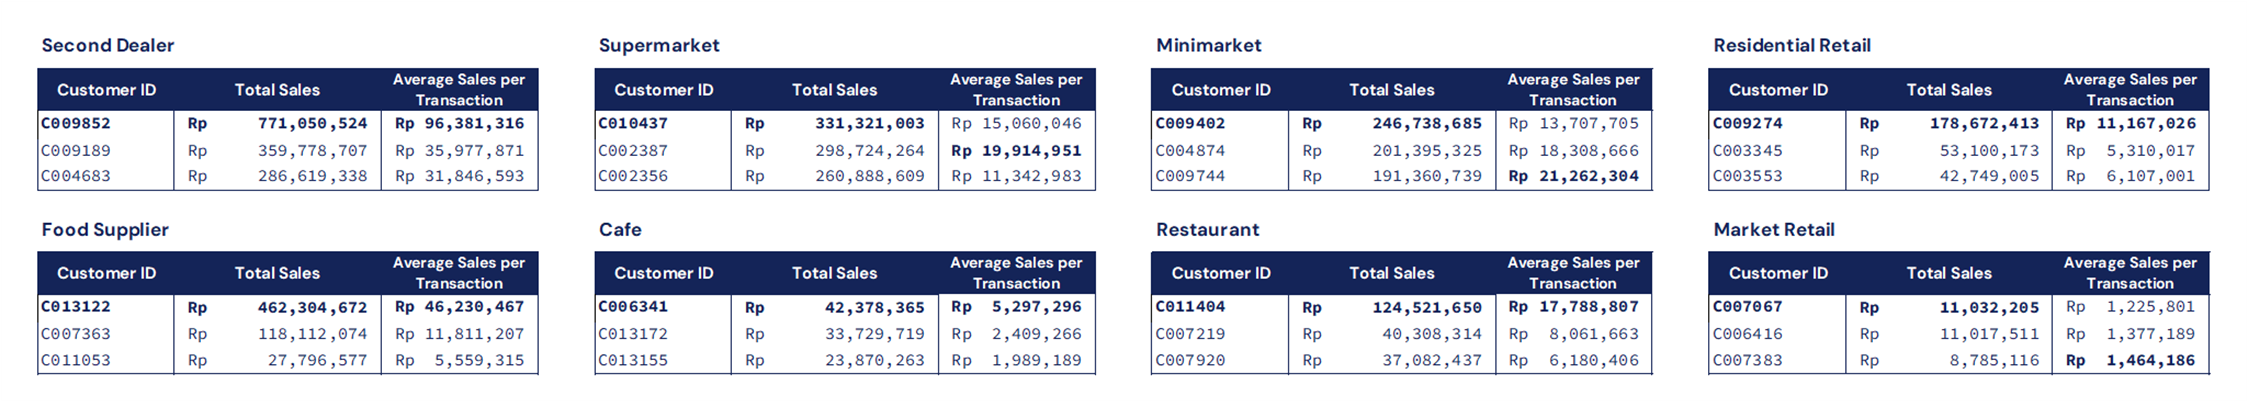 Second Dealer
Customer ID Total Sales Average Sales per Transaction
C009852 Rp 771,050,524 Rp 96,381,316
C009189 Rp 359,778,707 Rp 35,977,871
C004683 Rp 286,619,338 Rp 31,846,593
Supermarket
Customer ID Total Sales Average Sales per Transaction
C010437 Rp 331,321,003 Rp 15,060,046
C002387 Rp 298,724,264 Rp 19,914,951
C002356 Rp 260,888,609 Rp 11,342,983
Minimarket
Customer ID Total Sales Average Sales per Transaction
C009402 Rp 246,738,685 Rp 13,707,705
C004874 Rp 201,395,325 Rp 18,308,666
C009744 Rp 191,360,739 Rp 21,262,304
Residential Retail
Customer ID Total Sales Average Sales per Transaction
C009274 Rp 178,672,413 Rp 11,167,026
C003345 Rp 53,100,173 Rp 5,310,017
C003553 Rp 42,749,005 Rp 6,107,001
Food Supplier
Customer ID Total Sales Average Sales per Transaction
C013122 Rp 462,304,672 Rp 46,230,467
C007363 Rp 118,112,074 Rp 11,811,207
C011053 Rp 27,796,577 Rp 5,559,315
Cafe
Customer ID Total Sales Average Sales per Transaction
C006341 Rp 42,378,365 Rp 5,297,296
C013172 Rp 33,729,719 Rp 2,409,266
C013155 Rp 23,870,263 Rp 1,989,189
Restaurant
Customer ID Total Sales Average Sales per Transaction
C011404 Rp 124,521,650 Rp 17,788,807
C007219 Rp 40,308,314 Rp 8,061,663
C007920 Rp 37,082,437 Rp 6,180,406
Market Retail
Customer ID Total Sales Average Sales per Transaction
C007067 Rp 11,032,205 Rp 1,225,801
C006416 Rp 11,017,511 Rp 1,377,189
C007383 Rp 8,785,116 Rp 1,464,186